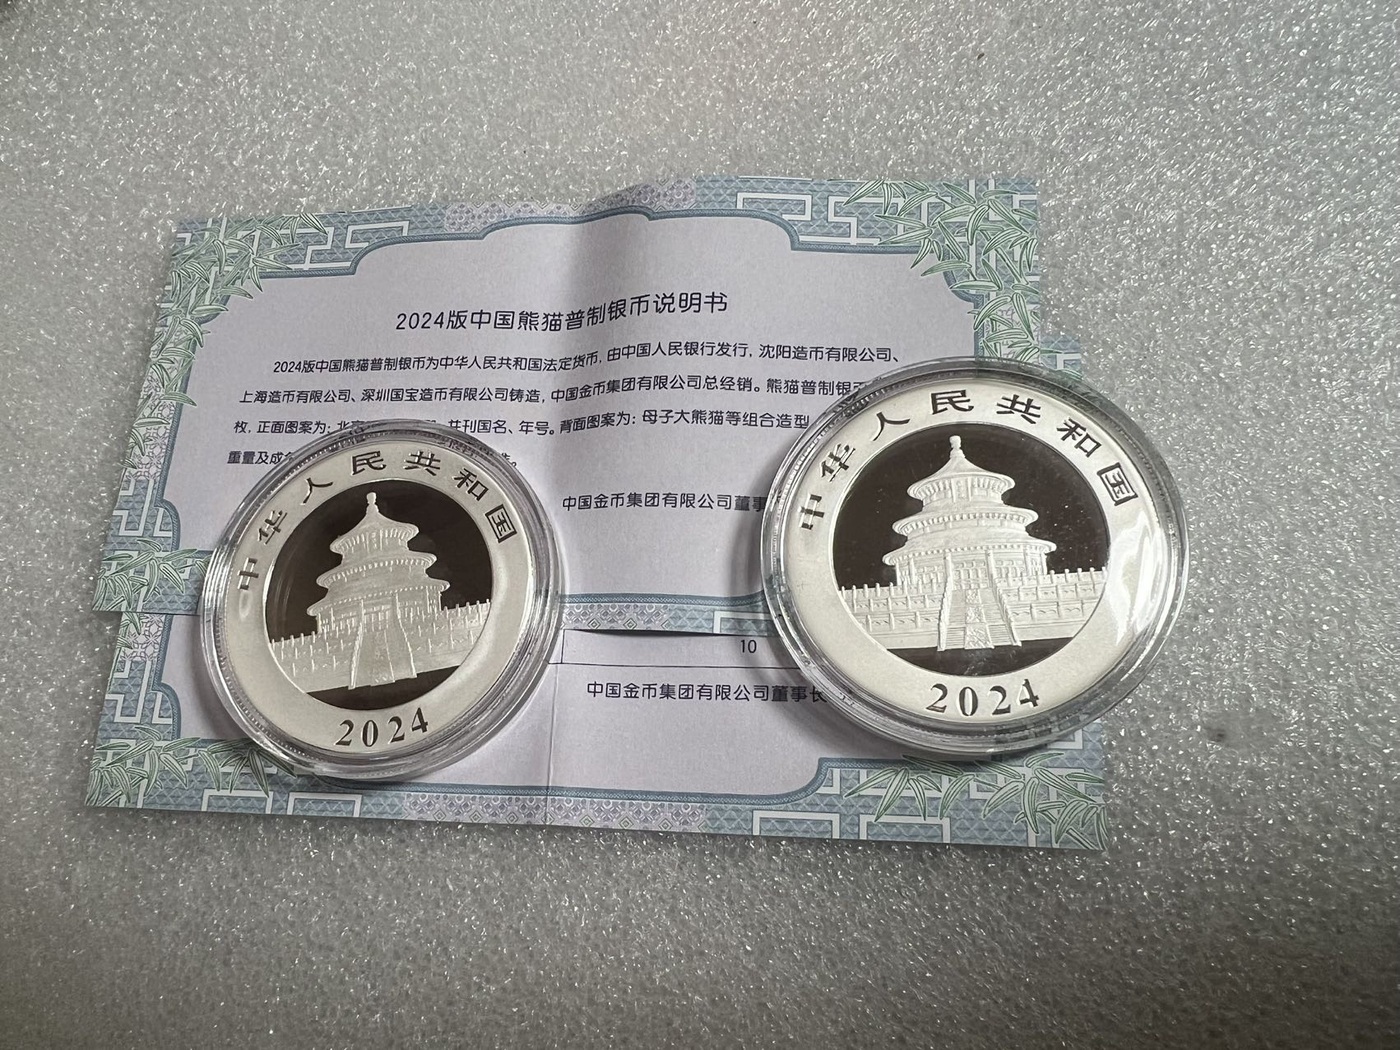 2024版中国熊猫普制银币说明书
2024版中国熊猫普制银币为中华人民共和国法定货币，由中国人民银行发行，沈阳造币有限公司、
上海造币有限公司、深圳国宝造币有限公司铸造，中国金币集团有限公司总经销。熊猫普制银币
枚，正面图案为：北京 并刊国名、年号。背面图案为：母子大熊猫等组合造型
重量及成
中国金币集团有限公司董事
10
中国金币集团有限公司董事长
中华人民共和国
2024
中华人民共和国
2024